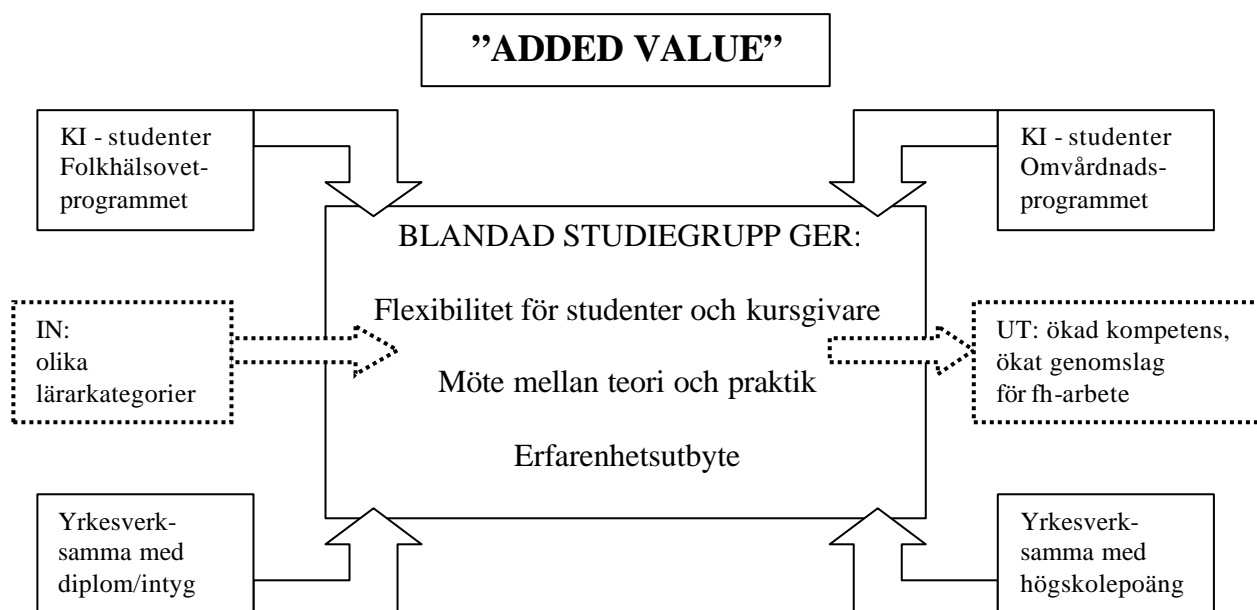 ”ADDED VALUE”
KI - studenter
Folkhälsovet-
programmet
KI - studenter
Omvårdnads-
programmet
BLANDAD STUDIEGRUPP GER:
Flexibilitet för studenter och kursgivare
Möte mellan teori och praktik
Erfarenhetsutbyte
IN:
olika
lärarkategorier
UT: ökad kompetens,
ökat genomslag
för fh-arbete
Yrkesverk-
samma med
diplom/intyg
Yrkesverk-
samma med
högskolepoäng